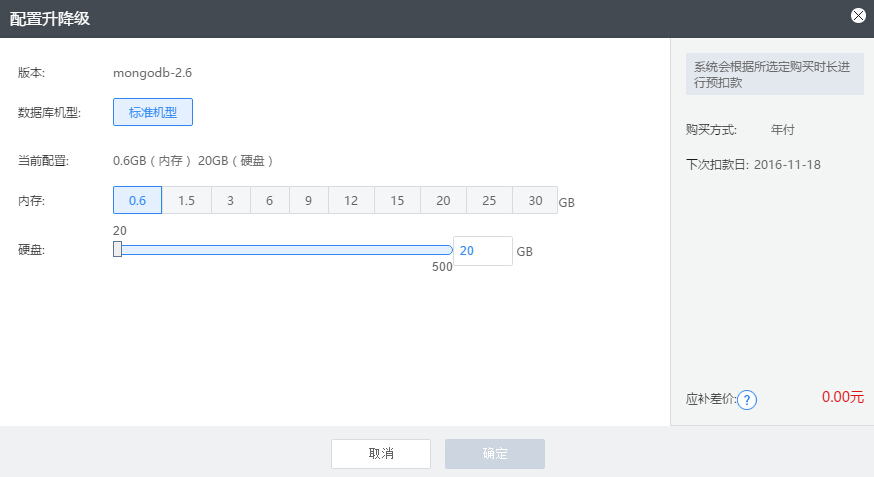 配置升降级
版本: mongodb-2.6
数据库机型: 标准机型
当前配置: 0.6GB（内存） 20GB（硬盘）
内存: 0.6 1.5 3 6 9 12 15 20 25 30 GB
20
硬盘: 20 GB
500
系统会根据所选定购买时长进
行预扣款
购买方式: 年付
下次扣款日: 2016-11-18
应补差价: ? 0.00元
取消 确定